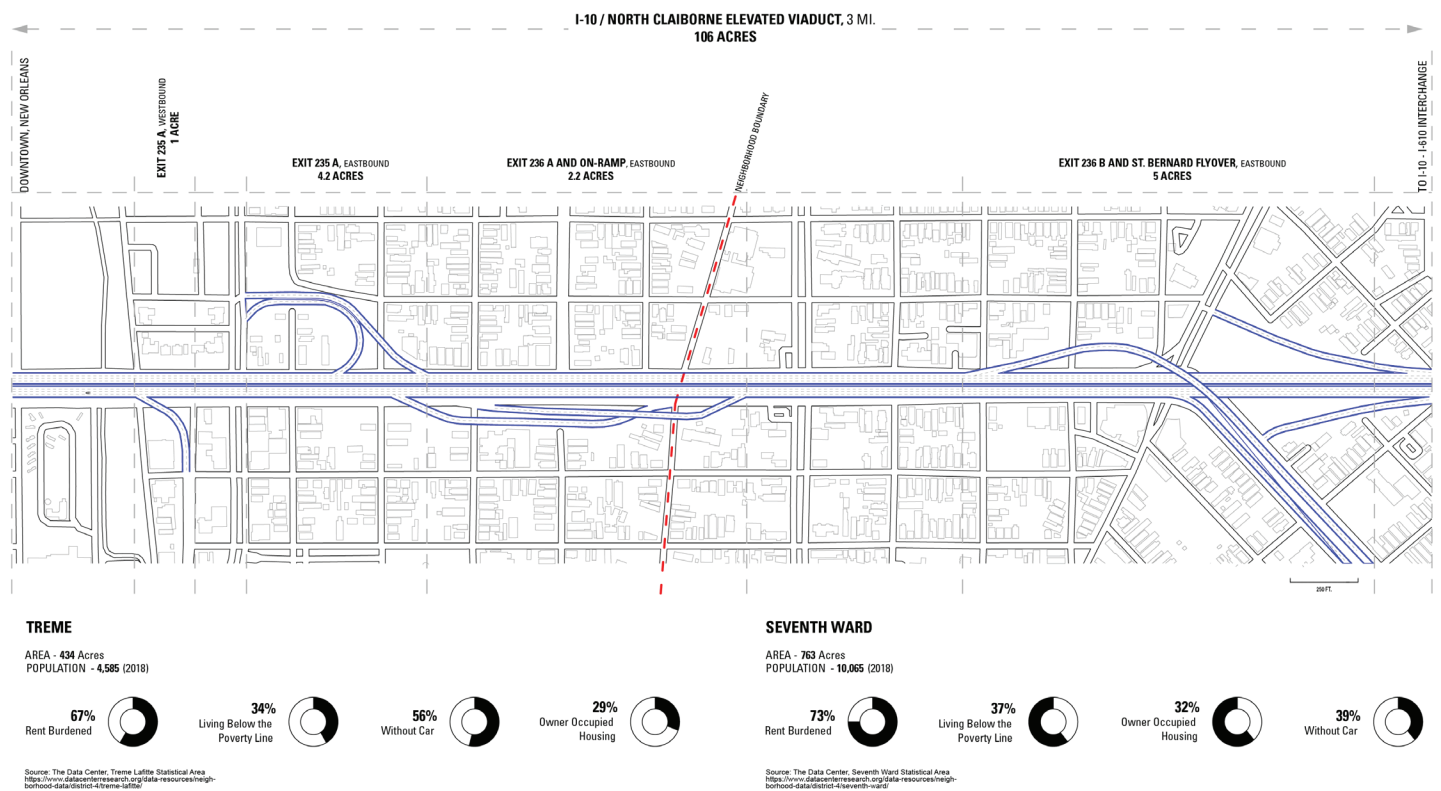 I-10 / NORTH CLAIBORNE ELEVATED VIADUCT, 3 MI.
106 ACRES
DOWNTOWN, NEW ORLEANS
EXIT 235 A, WESTBOUND
1 ACRE
EXIT 235 A, EASTBOUND
4.2 ACRES
EXIT 236 A AND ON-RAMP, EASTBOUND
2.2 ACRES
NEIGHBORHOOD BOUNDARY
EXIT 236 B AND ST. BERNARD FLYOVER, EASTBOUND
5 ACRES
TO I-10 - I-610 INTERCHANGE
250 FT.
TREME
AREA - 434 Acres
POPULATION - 4,585 (2018)
67%
Rent Burdened
34%
Living Below the
Poverty Line
56%
Without Car
29%
Owner Occupied
Housing
Source: The Data Center, Treme Lafitte Statistical Area
https://www.datacenterresearch.org/data-resources/neigh-
borhood-data/district-4/treme-lafitte/
SEVENTH WARD
AREA - 763 Acres
POPULATION - 10,065 (2018)
73%
Rent Burdened
37%
Living Below the
Poverty Line
32%
Owner Occupied
Housing
39%
Without Car
Source: The Data Center, Seventh Ward Statistical Area
https://www.datacenterresearch.org/data-resources/neigh-
borhood-data/district-4/seventh-ward/